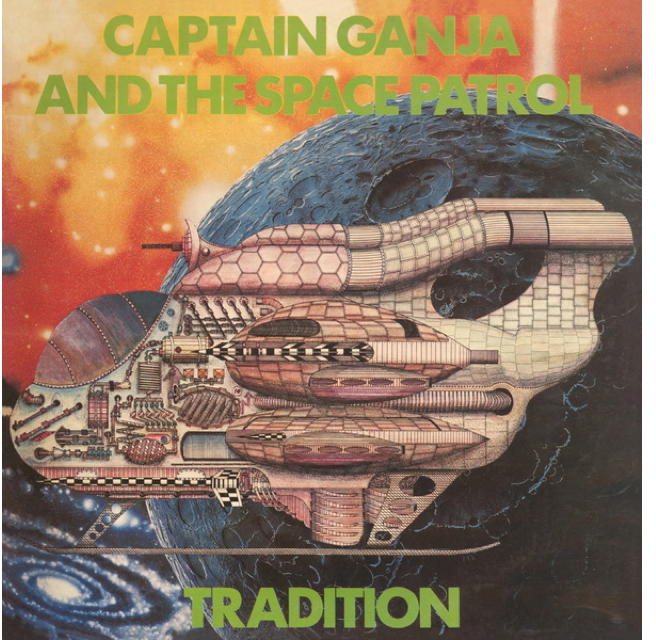 CAPTAIN GANJA
AND THE SPACE PATROL
TRADITION